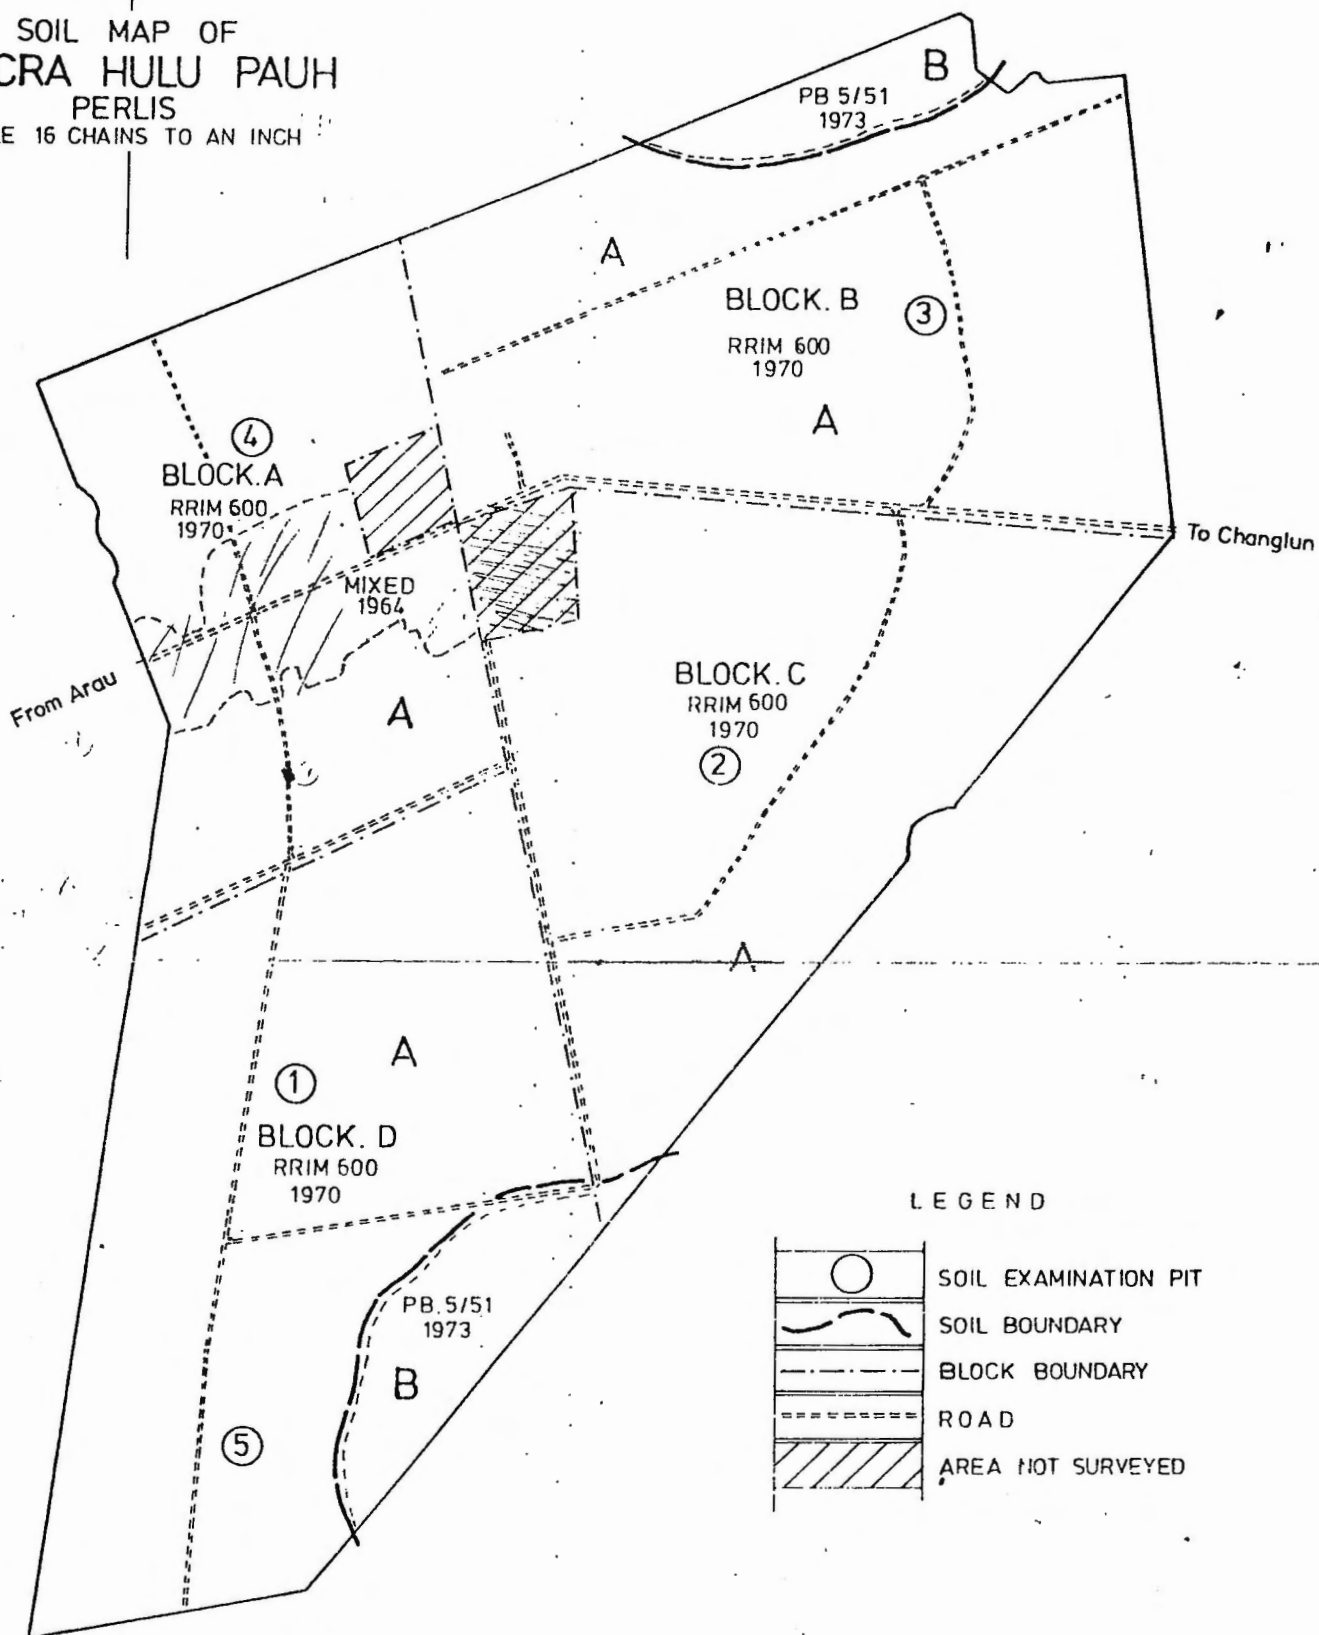 SOIL MAP OF
CRA HULU PAUH
PERLIS
E 16 CHAINS TO AN INCH
B
PB 5/51
1973
A
BLOCK. B
RRIM 600
1970
3
A
4
BLOCK. A
RRIM 600
1970
MIXED
1964
To Changlun
From Arau
A
BLOCK. C
RRIM 600
1970
2
A
A
1
BLOCK. D
RRIM 600
1970
PB. 5/51
1973
B
5
LEGEND
SOIL EXAMINATION PIT
SOIL BOUNDARY
BLOCK BOUNDARY
ROAD
AREA NOT SURVEYED